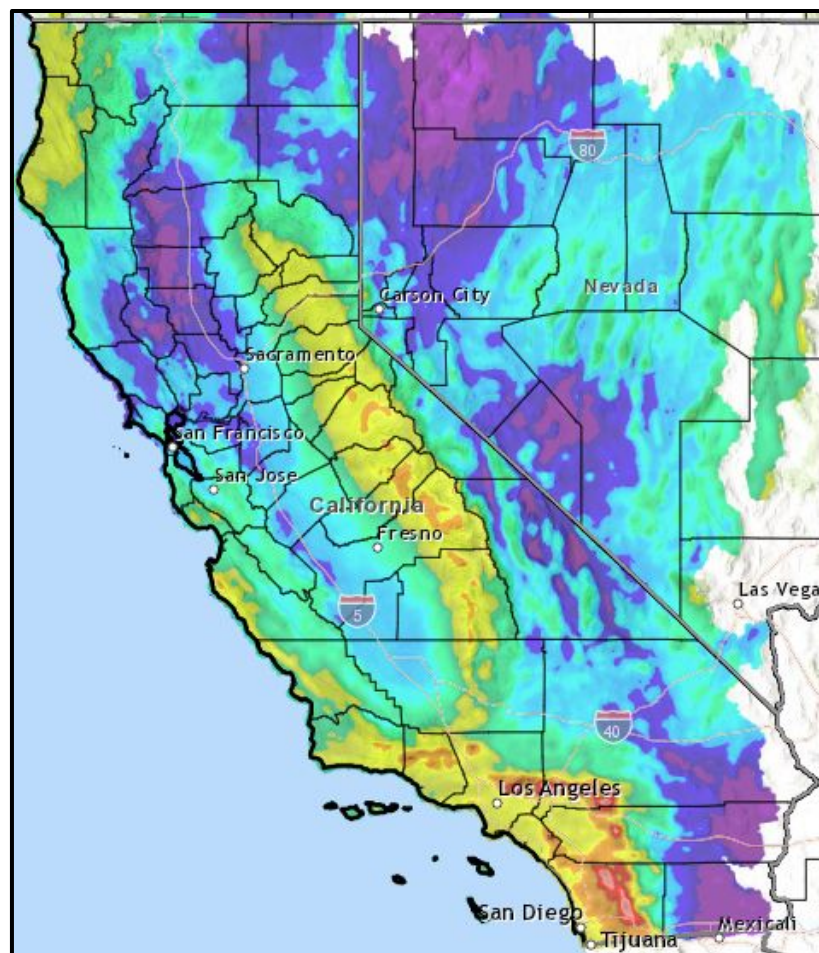 80
Nevada
Carson City
Sacramento
San Francisco
San Jose
California
Fresno
Las Vega
5
40
Los Angeles
San Diego
Mexicali
Tijuana